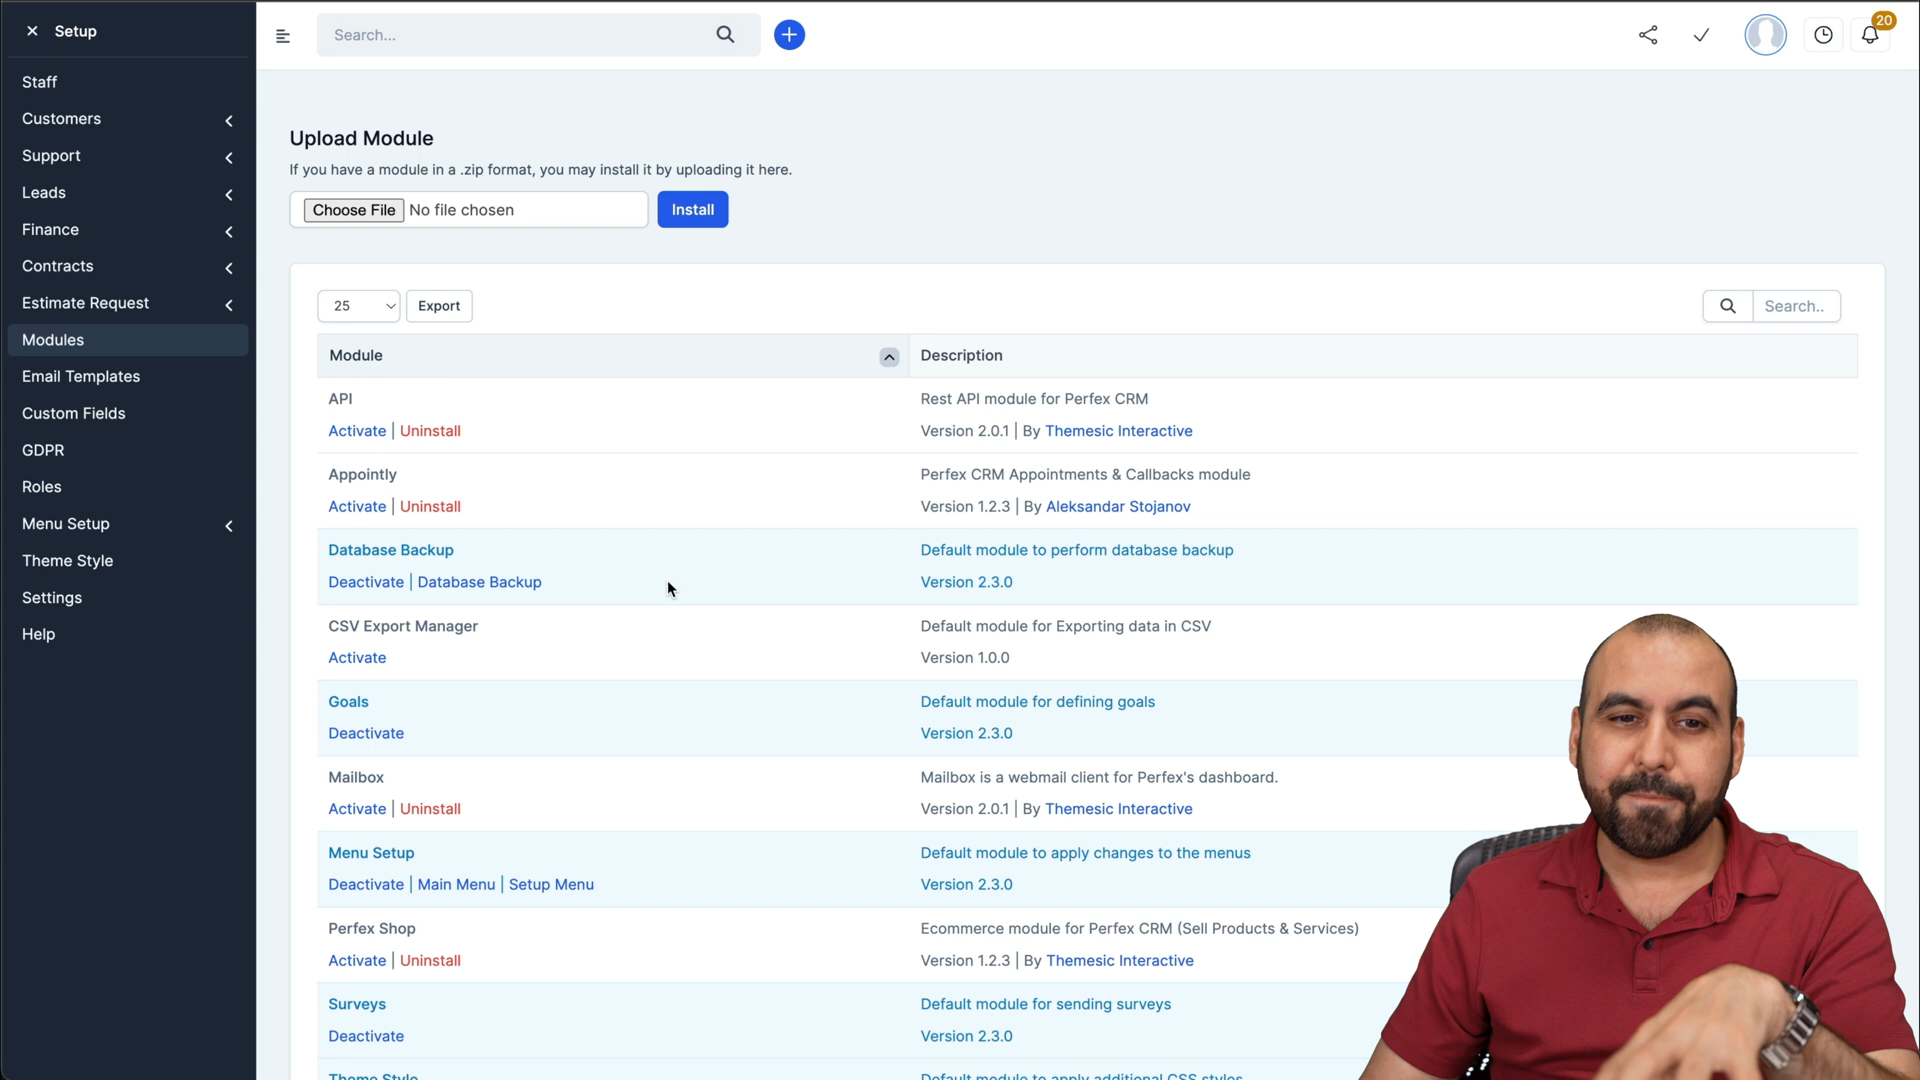 Setup
Search...
20
Staff
Customers
Support
Leads
Finance
Contracts
Estimate Request
Modules
Email Templates
Custom Fields
GDPR
Roles
Menu Setup
Theme Style
Settings
Help
Upload Module
If you have a module in a .zip format, you may install it by uploading it here.
Choose File No file chosen
Install
25
Export
Search..
Module
Description
API
Rest API module for Perfex CRM
Activate | Uninstall
Version 2.0.1 | By Themesic Interactive
Appointly
Perfex CRM Appointments & Callbacks module
Activate | Uninstall
Version 1.2.3 | By Aleksandar Stojanov
Database Backup
Default module to perform database backup
Deactivate | Database Backup
Version 2.3.0
CSV Export Manager
Default module for Exporting data in CSV
Activate
Version 1.0.0
Goals
Default module for defining goals
Deactivate
Version 2.3.0
Mailbox
Mailbox is a webmail client for Perfex's dashboard.
Activate | Uninstall
Version 2.0.1 | By Themesic Interactive
Menu Setup
Default module to apply changes to the menus
Deactivate | Main Menu | Setup Menu
Version 2.3.0
Perfex Shop
Ecommerce module for Perfex CRM (Sell Products & Services)
Activate | Uninstall
Version 1.2.3 | By Themesic Interactive
Surveys
Default module for sending surveys
Deactivate
Version 2.3.0
Theme Style
Default module to apply additional CSS styles